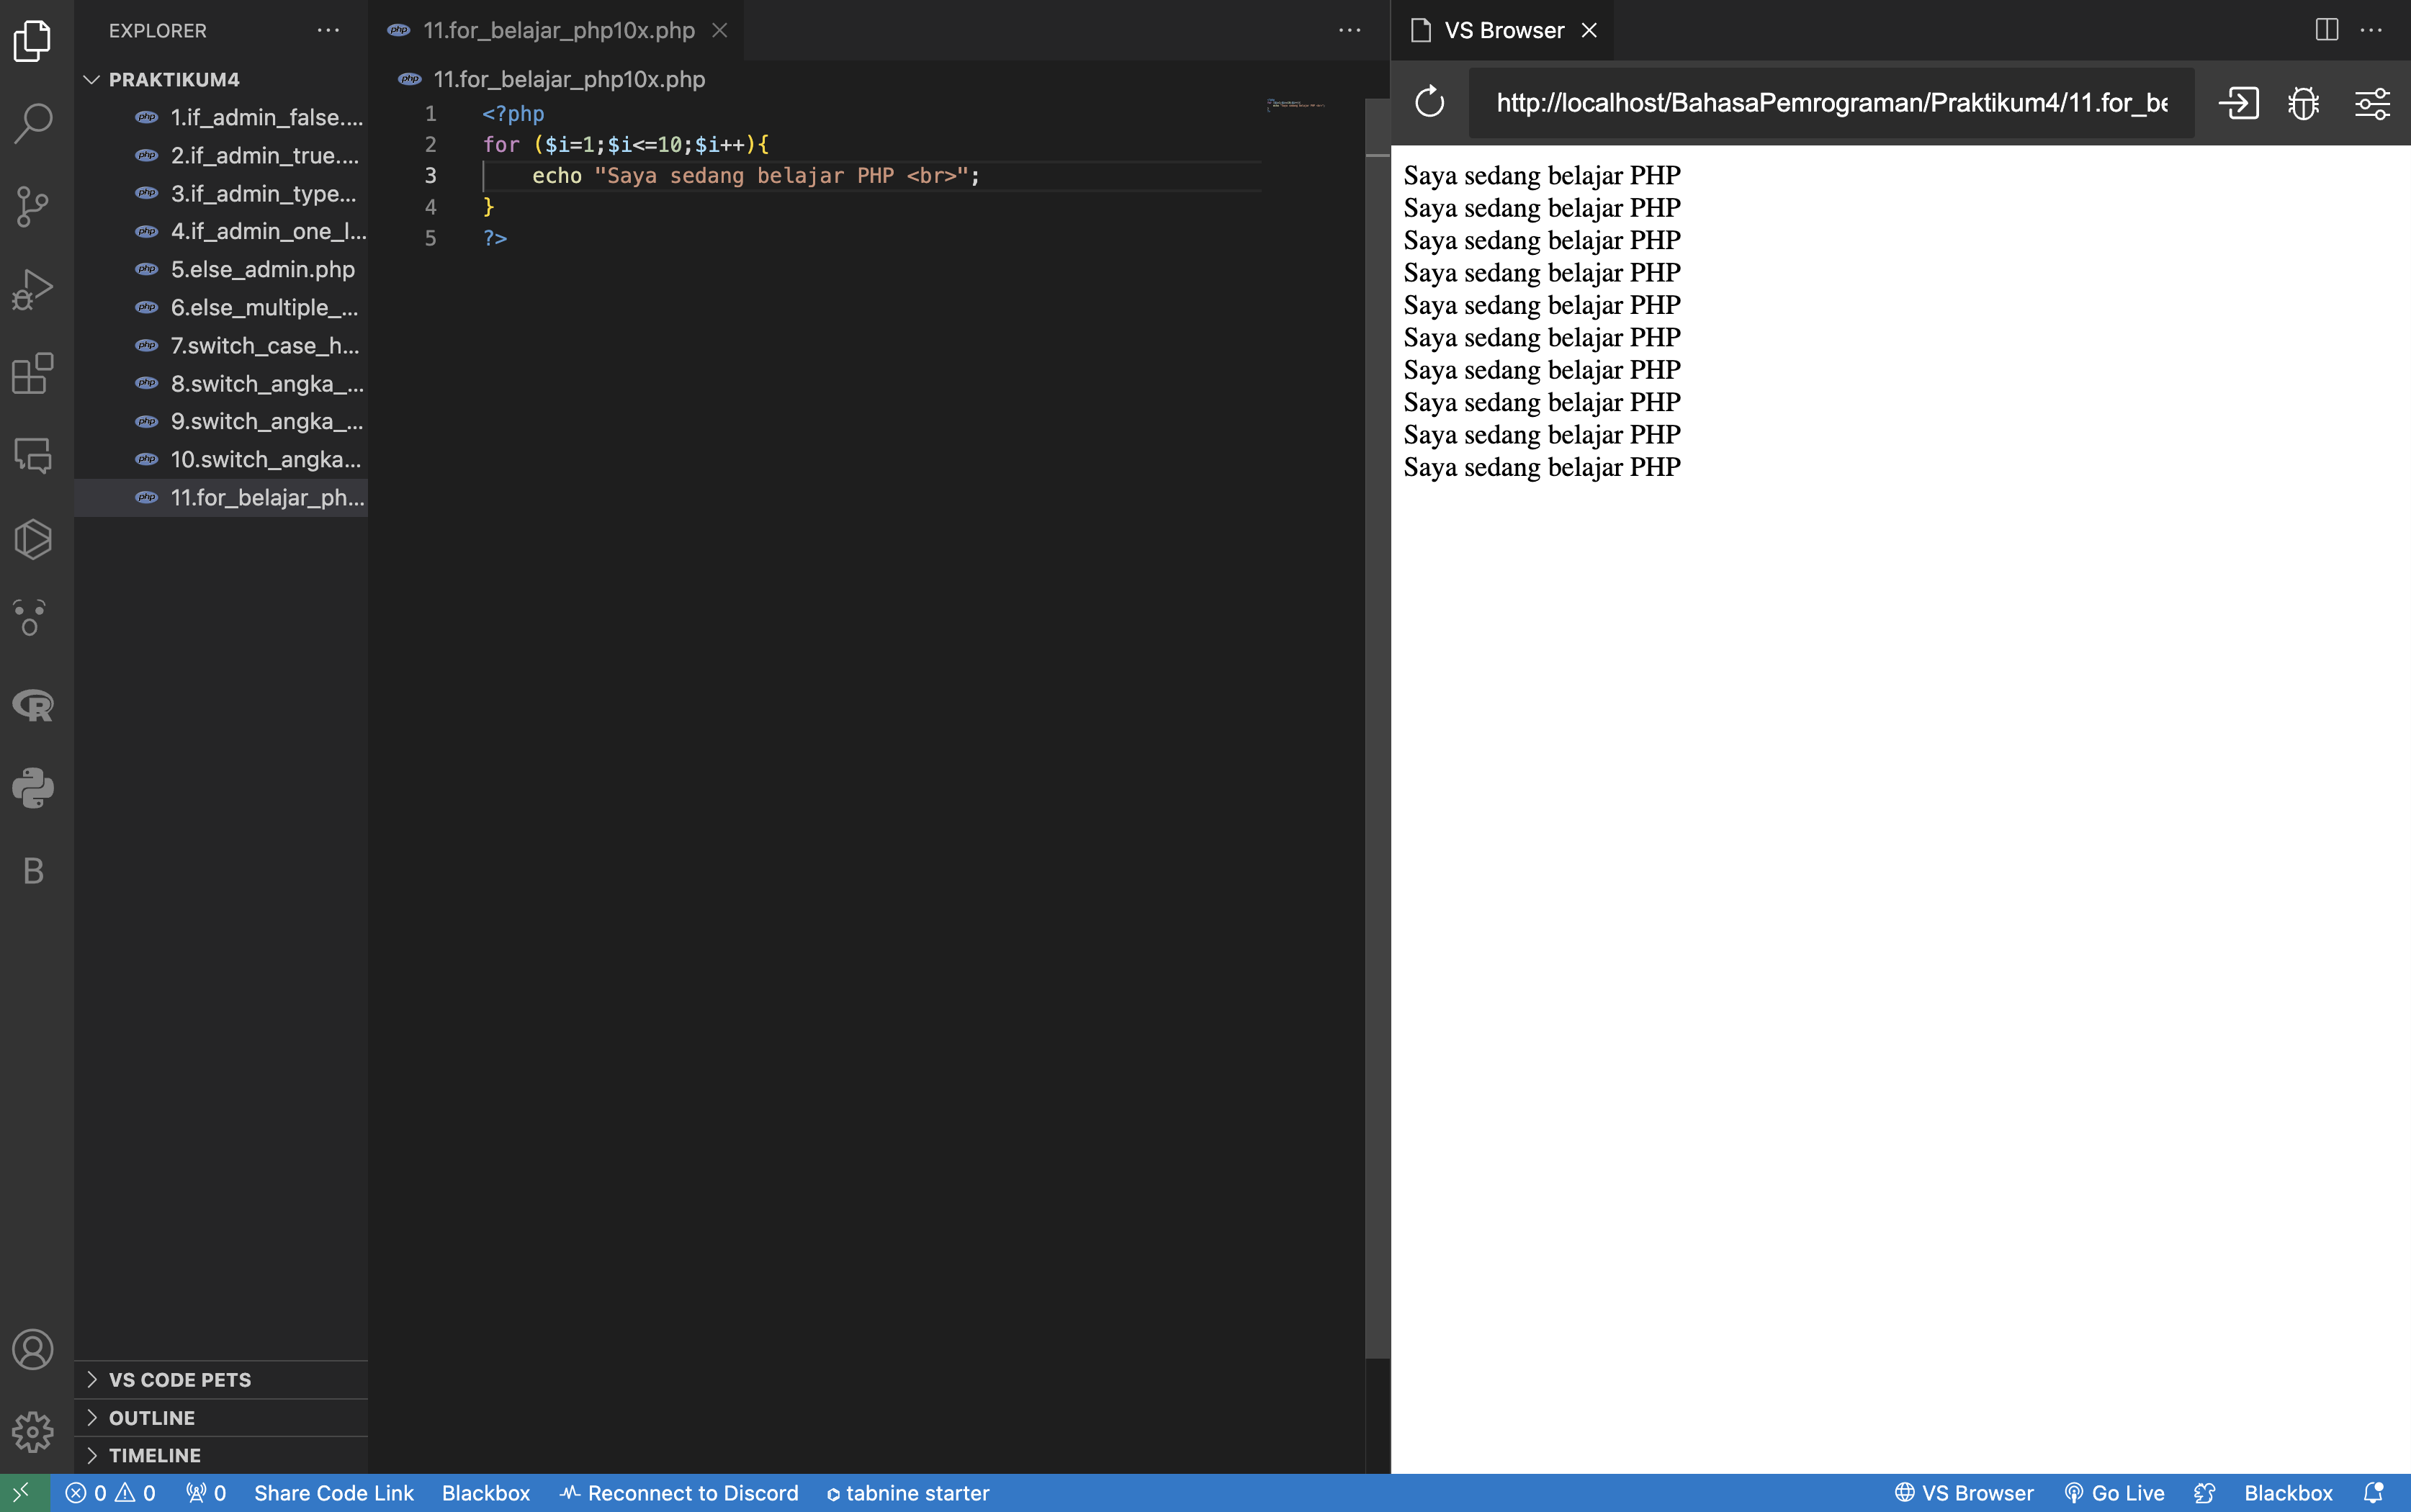 EXPLORER
PRAKTIKUM4
1.if_admin_false....
2.if_admin_true....
3.if_admin_type...
4.if_admin_one_l...
5.else_admin.php
6.else_multiple_...
7.switch_case_h...
8.switch_angka_...
9.switch_angka_...
10.switch_angka...
11.for_belajar_ph...
VS CODE PETS
OUTLINE
TIMELINE
php 11.for_belajar_php10x.php
php 11.for_belajar_php10x.php
1 <?php
2 for ($i=1;$i<=10;$i++){
3 echo "Saya sedang belajar PHP <br>";
4 }
5 ?>
VS Browser
http://localhost/BahasaPemrograman/Praktikum4/11.for_be
Saya sedang belajar PHP
Saya sedang belajar PHP
Saya sedang belajar PHP
Saya sedang belajar PHP
Saya sedang belajar PHP
Saya sedang belajar PHP
Saya sedang belajar PHP
Saya sedang belajar PHP
Saya sedang belajar PHP
Saya sedang belajar PHP
B
0 0 0 Share Code Link Blackbox Reconnect to Discord tabnine starter VS Browser Go Live Blackbox